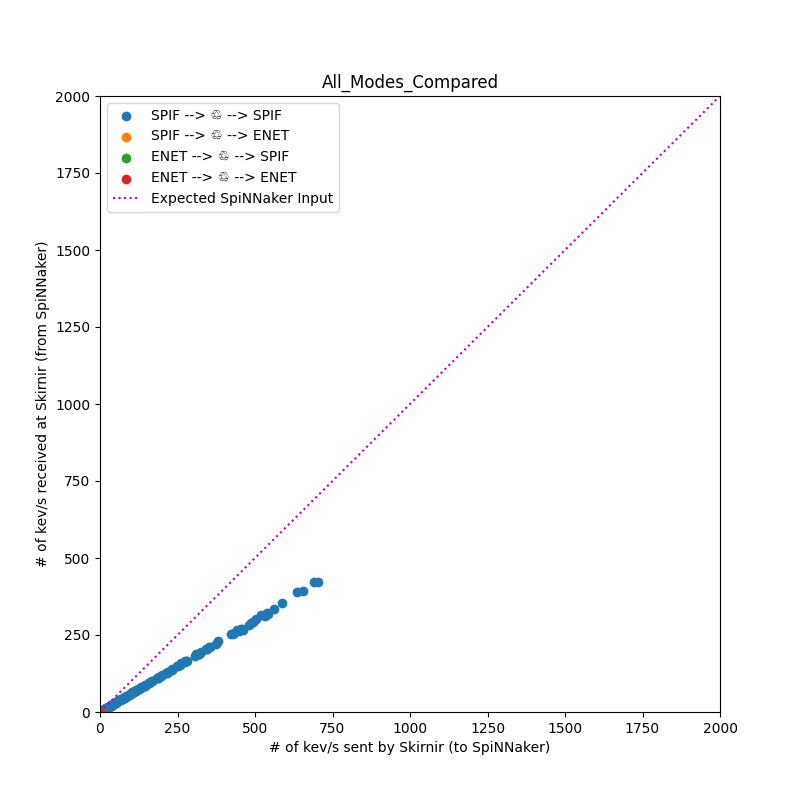 All_Modes_Compared
2000
1750
1500
1250
1000
750
500
250
0
# of kev/s received at Skirnir (from SpiNNaker)
SPIF --> ♲ --> SPIF
SPIF --> ♲ --> ENET
ENET --> ♲ --> SPIF
ENET --> ♲ --> ENET
Expected SpiNNaker Input
0 250 500 750 1000 1250 1500 1750 2000
# of kev/s sent by Skirnir (to SpiNNaker)